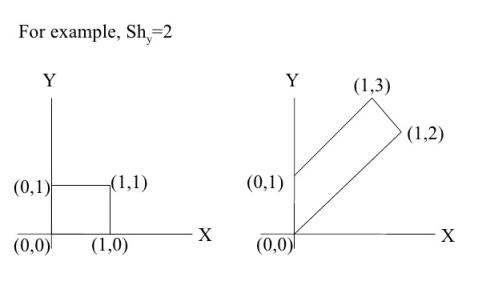 For example, Shy=2
Y
(0,1)
(1,1)
(0,0)
(1,0)
X
Y
(1,3)
(1,2)
(0,1)
(0,0)
X